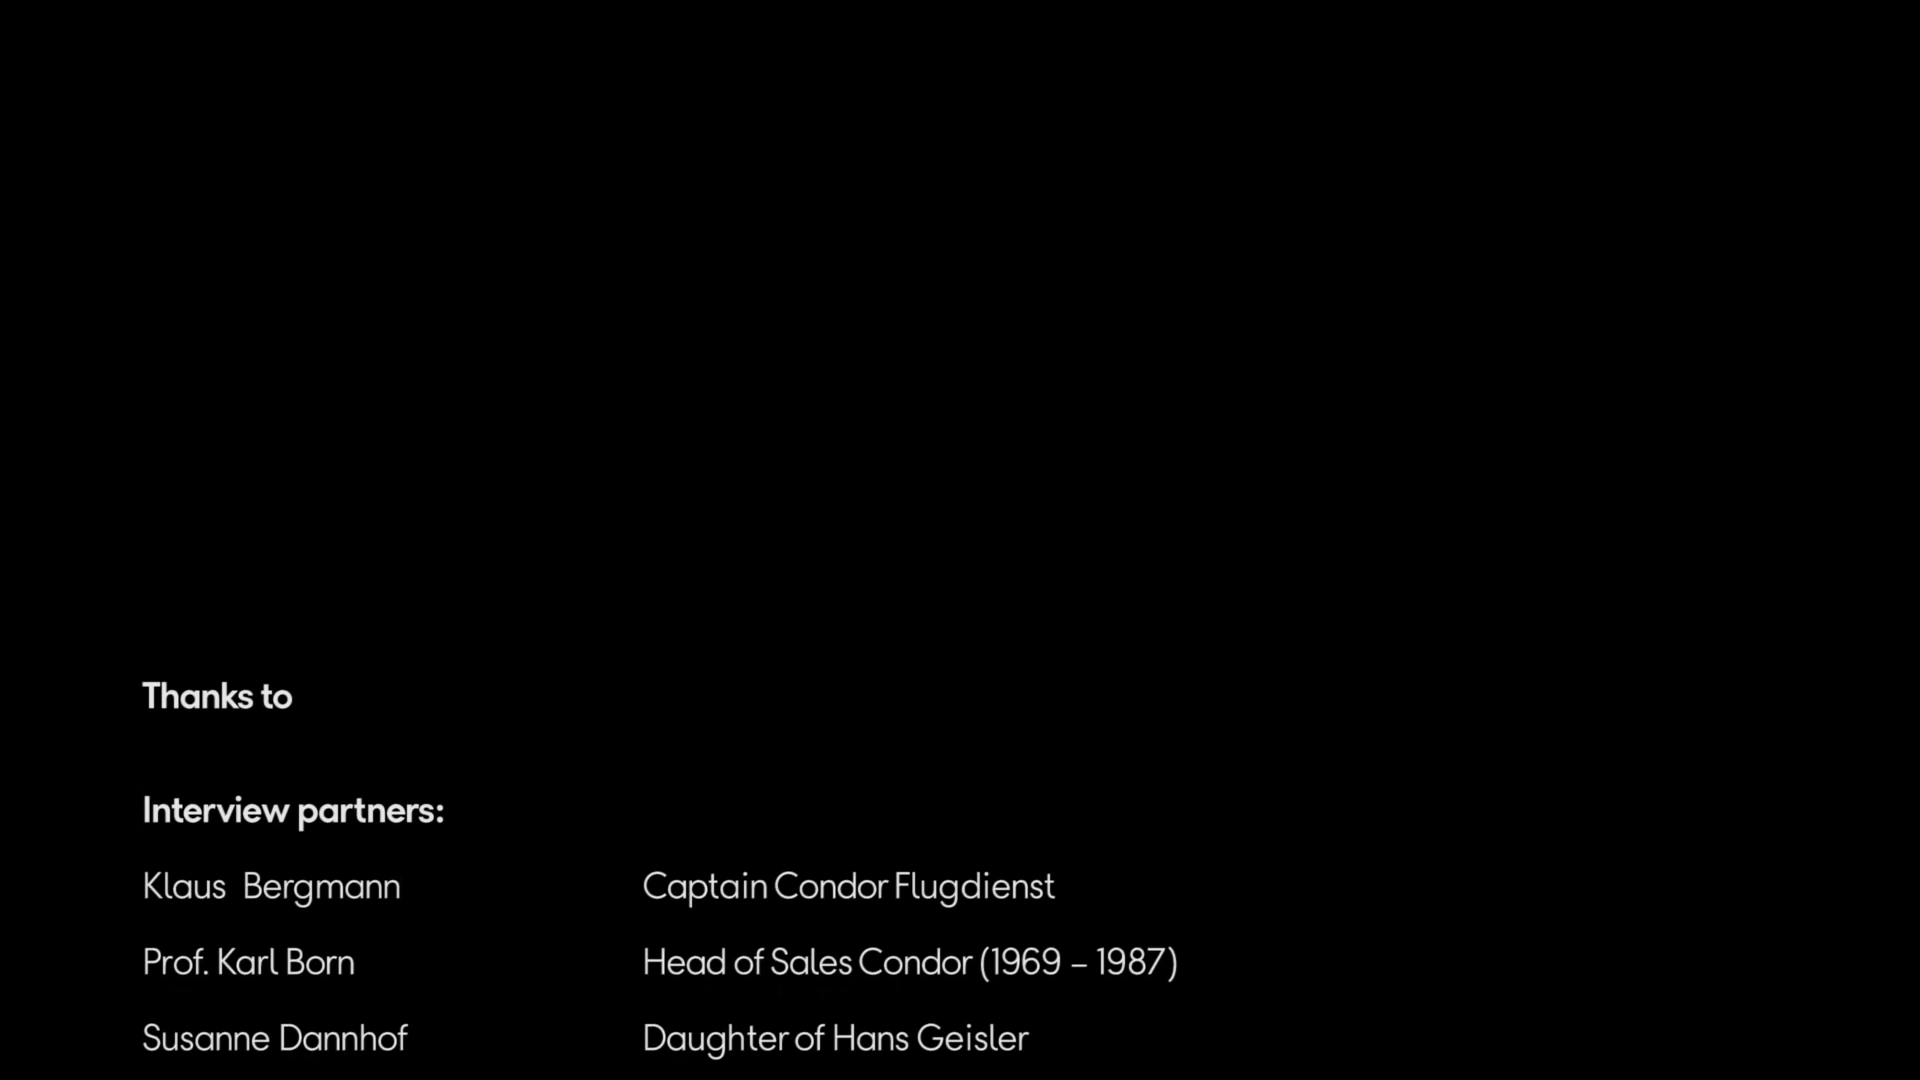 Thanks to
Interview partners:
Klaus Bergmann Captain Condor Flugdienst
Prof. Karl Born Head of Sales Condor (1969 – 1987)
Susanne Dannhof Daughter of Hans Geisler